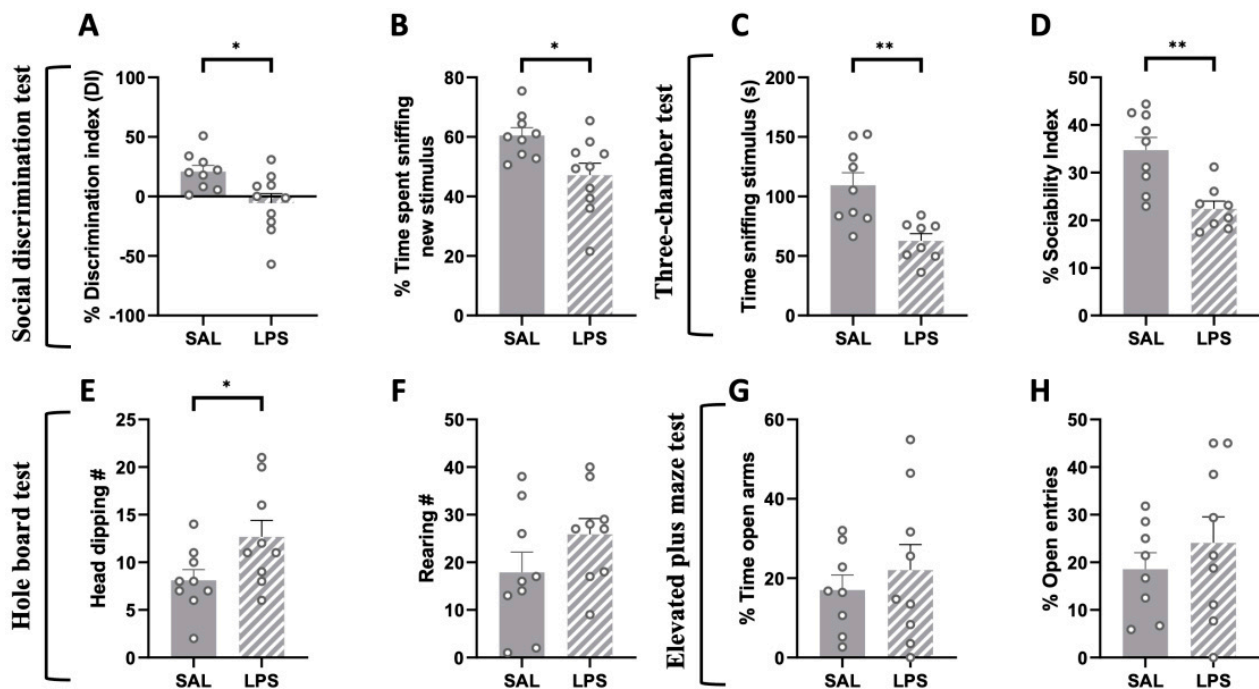 A
B
C
D
Social discrimination test
*
% Discrimination index (DI)
100
50
0
-50
-100
SAL LPS
*
% Time spent sniffing
new stimulus
80
60
40
20
0
SAL LPS
Three-chamber test
**
Time sniffing stimulus (s)
200
150
100
50
0
SAL LPS
**
% Sociability Index
50
40
30
20
10
0
SAL LPS
E
F
G
H
Hole board test
*
Head dipping #
25
20
15
10
5
0
SAL LPS
Rearing #
50
40
30
20
10
0
SAL LPS
Elevated plus maze test
% Time open arms
60
40
20
0
SAL LPS
% Open entries
50
40
30
20
10
0
SAL LPS